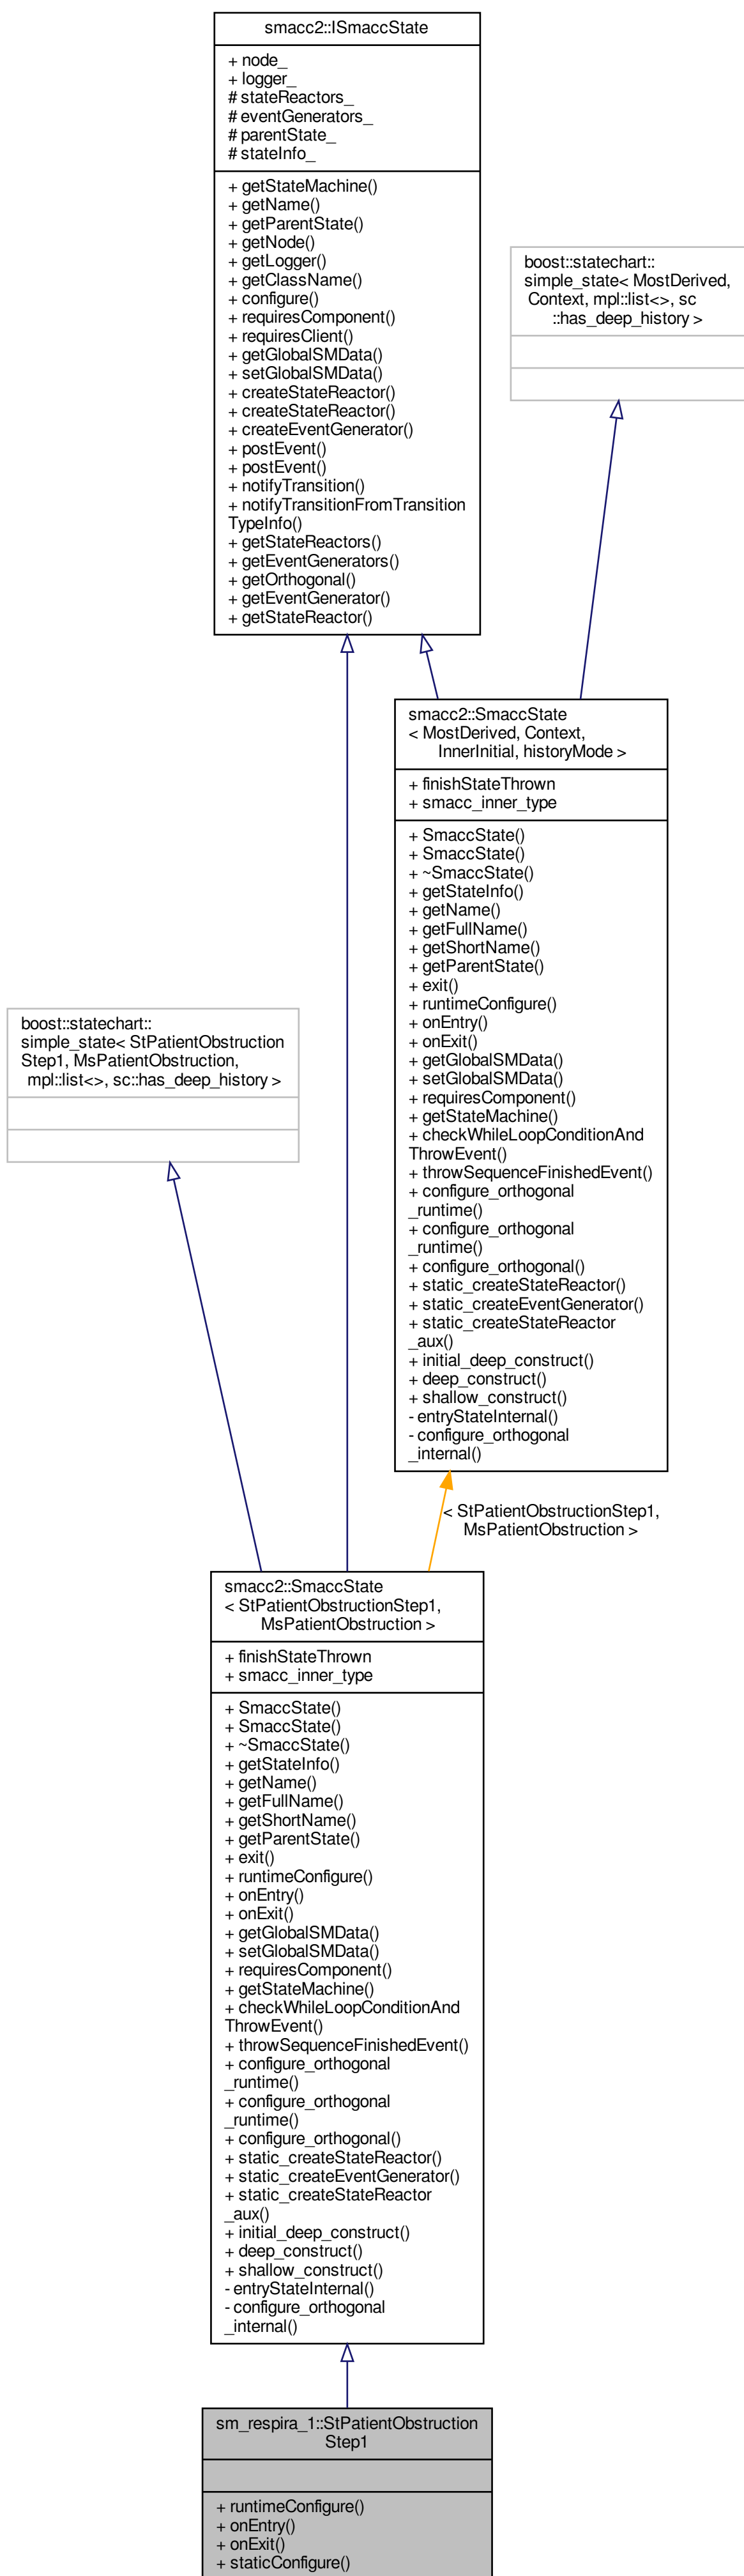 smacc2::ISmaccState
+ node_
+ logger_
# stateReactors_
# eventGenerators_
# parentState_
# stateInfo_
+ getStateMachine()
+ getName()
+ getParentState()
+ getNode()
+ getLogger()
+ getClassName()
+ configure()
+ requiresComponent()
+ requiresClient()
+ getGlobalSMData()
+ setGlobalSMData()
+ createStateReactor()
+ createStateReactor()
+ createEventGenerator()
+ postEvent()
+ postEvent()
+ notifyTransition()
+ notifyTransitionFromTransition
TypeInfo()
+ getStateReactors()
+ getEventGenerators()
+ getOrthogonal()
+ getEventGenerator()
+ getStateReactor()
boost::statechart::
simple_state< MostDerived,
Context, mpl::list<>, sc
::has_deep_history >
smacc2::SmaccState
< MostDerived, Context,
InnerInitial, historyMode >
+ finishStateThrown
+ smacc_inner_type
+ SmaccState()
+ SmaccState()
+ ~SmaccState()
+ getStateInfo()
+ getName()
+ getFullName()
+ getShortName()
+ getParentState()
+ exit()
+ runtimeConfigure()
+ onEntry()
+ onExit()
+ getGlobalSMData()
+ setGlobalSMData()
+ requiresComponent()
+ getStateMachine()
+ checkWhileLoopConditionAnd
ThrowEvent()
+ throwSequenceFinishedEvent()
+ configure_orthogonal
_runtime()
+ configure_orthogonal
_runtime()
+ configure_orthogonal()
+ static_createStateReactor()
+ static_createEventGenerator()
+ static_createStateReactor
_aux()
+ initial_deep_construct()
+ deep_construct()
+ shallow_construct()
- entryStateInternal()
- configure_orthogonal
_internal()
boost::statechart::
simple_state< StPatientObstruction
Step1, MsPatientObstruction,
mpl::list<>, sc::has_deep_history >
< StPatientObstructionStep1,
MsPatientObstruction >
smacc2::SmaccState
< StPatientObstructionStep1,
MsPatientObstruction >
+ finishStateThrown
+ smacc_inner_type
+ SmaccState()
+ SmaccState()
+ ~SmaccState()
+ getStateInfo()
+ getName()
+ getFullName()
+ getShortName()
+ getParentState()
+ exit()
+ runtimeConfigure()
+ onEntry()
+ onExit()
+ getGlobalSMData()
+ setGlobalSMData()
+ requiresComponent()
+ getStateMachine()
+ checkWhileLoopConditionAnd
ThrowEvent()
+ throwSequenceFinishedEvent()
+ configure_orthogonal
_runtime()
+ configure_orthogonal
_runtime()
+ configure_orthogonal()
+ static_createStateReactor()
+ static_createEventGenerator()
+ static_createStateReactor
_aux()
+ initial_deep_construct()
+ deep_construct()
+ shallow_construct()
- entryStateInternal()
- configure_orthogonal
_internal()
sm_respira_1::StPatientObstruction
Step1
+ runtimeConfigure()
+ onEntry()
+ onExit()
+ staticConfigure()